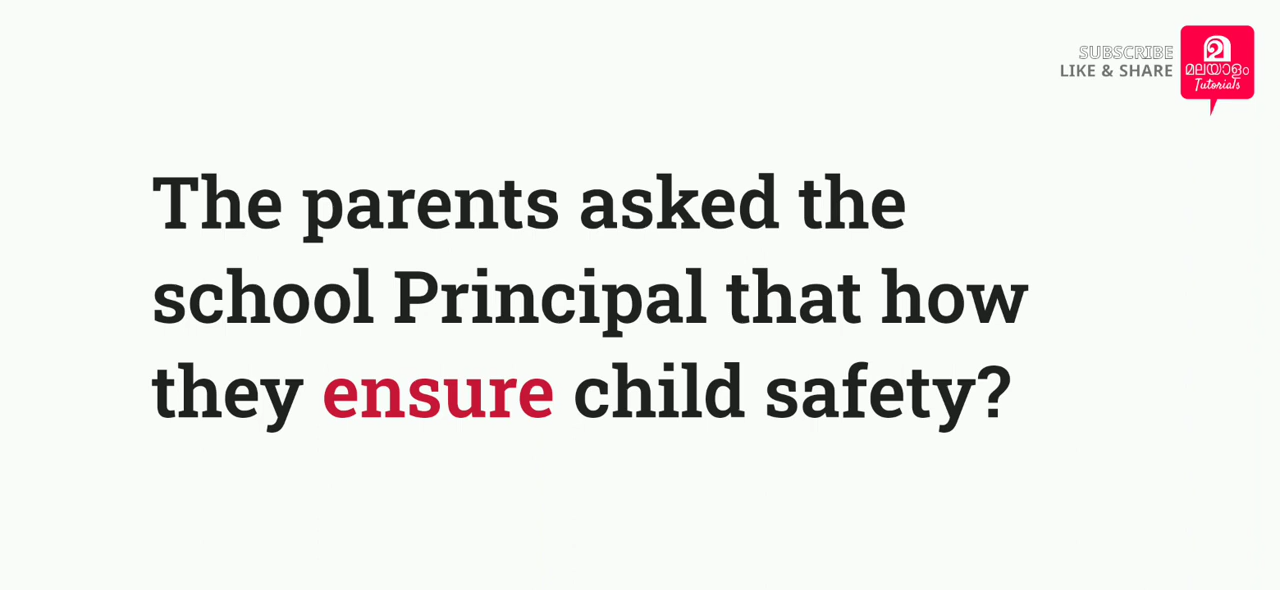 SUBSCRIBE
LIKE & SHARE
മ
മലയാളം
Tutorials
The parents asked the
school Principal that how
they ensure child safety?